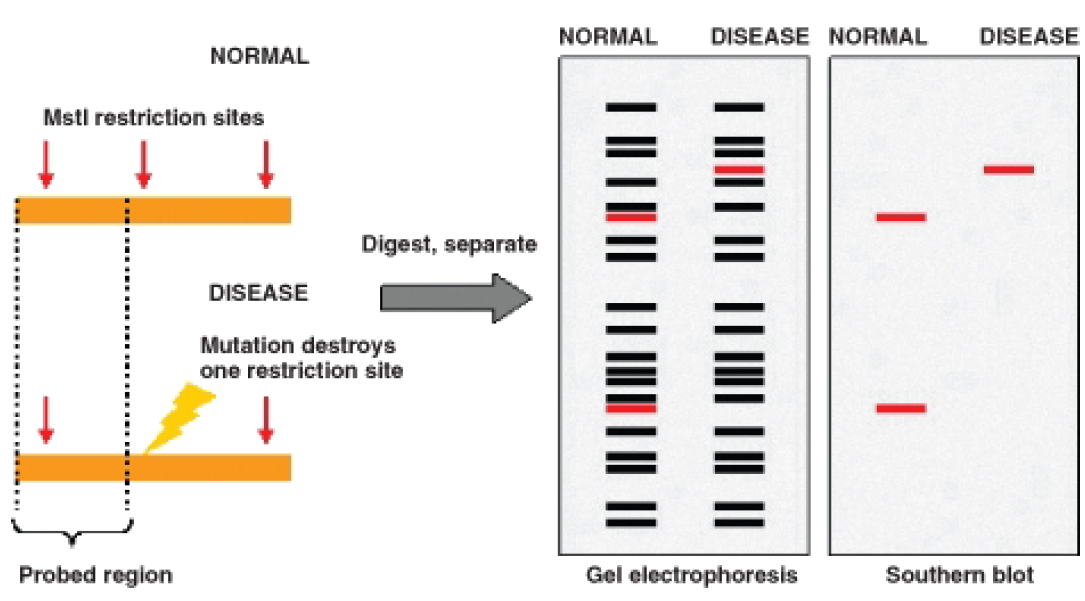 NORMAL
MstI restriction sites
DISEASE
Mutation destroys
one restriction site
Probed region
Digest, separate
NORMAL DISEASE
Gel electrophoresis
NORMAL DISEASE
Southern blot